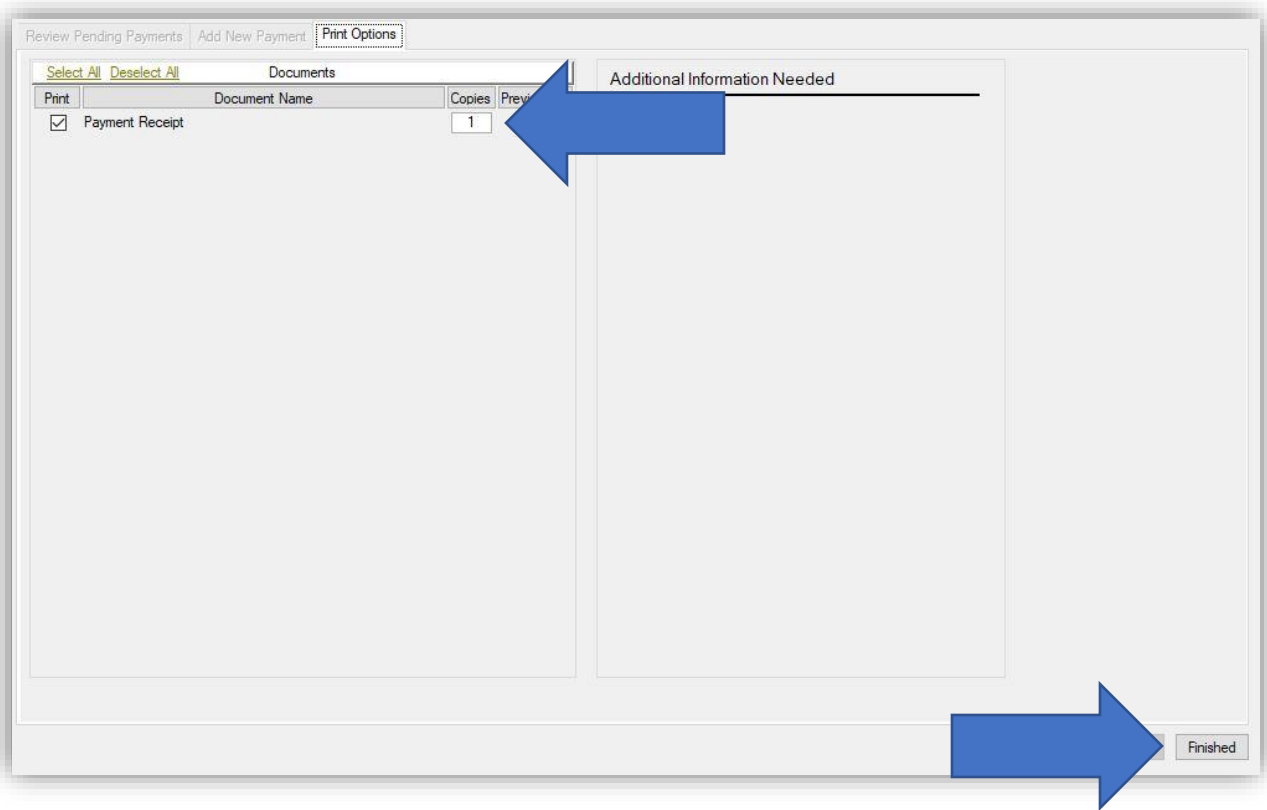 Review Pending Payments Add New Payment Print Options
Select All Deselect All Documents
Additional Information Needed
Print Document Name Copies
Payment Receipt 1
Finished